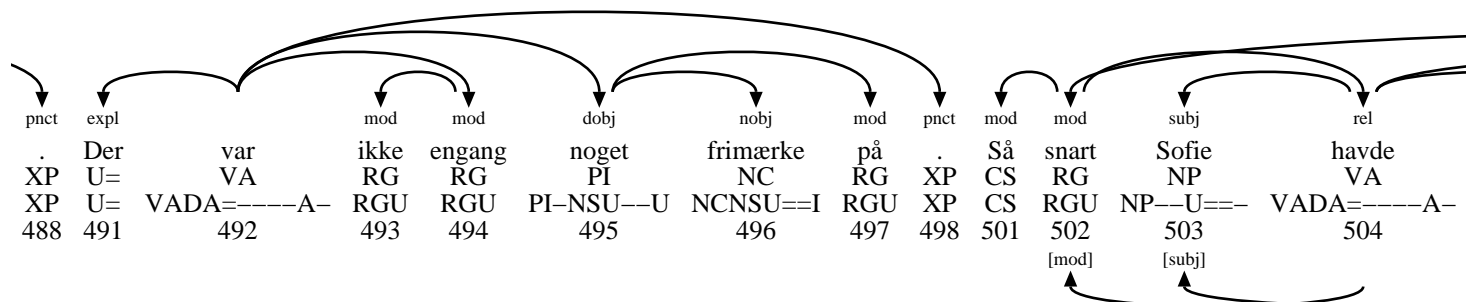 pnct expl mod mod dobj nobj mod pnct mod mod subj rel
. Der var ikke engang noget frimærke på . Så snart Sofie havde
XP U= VA RG RG PI NC RG XP CS RG NP VA
XP U= VADA=----A- RGU RGU PI-NSU--U NCNSU==I RGU XP CS RGU NP--U==- VADA=----A-
488 491 492 493 494 495 496 497 498 501 502 503 504
[mod] [subj]